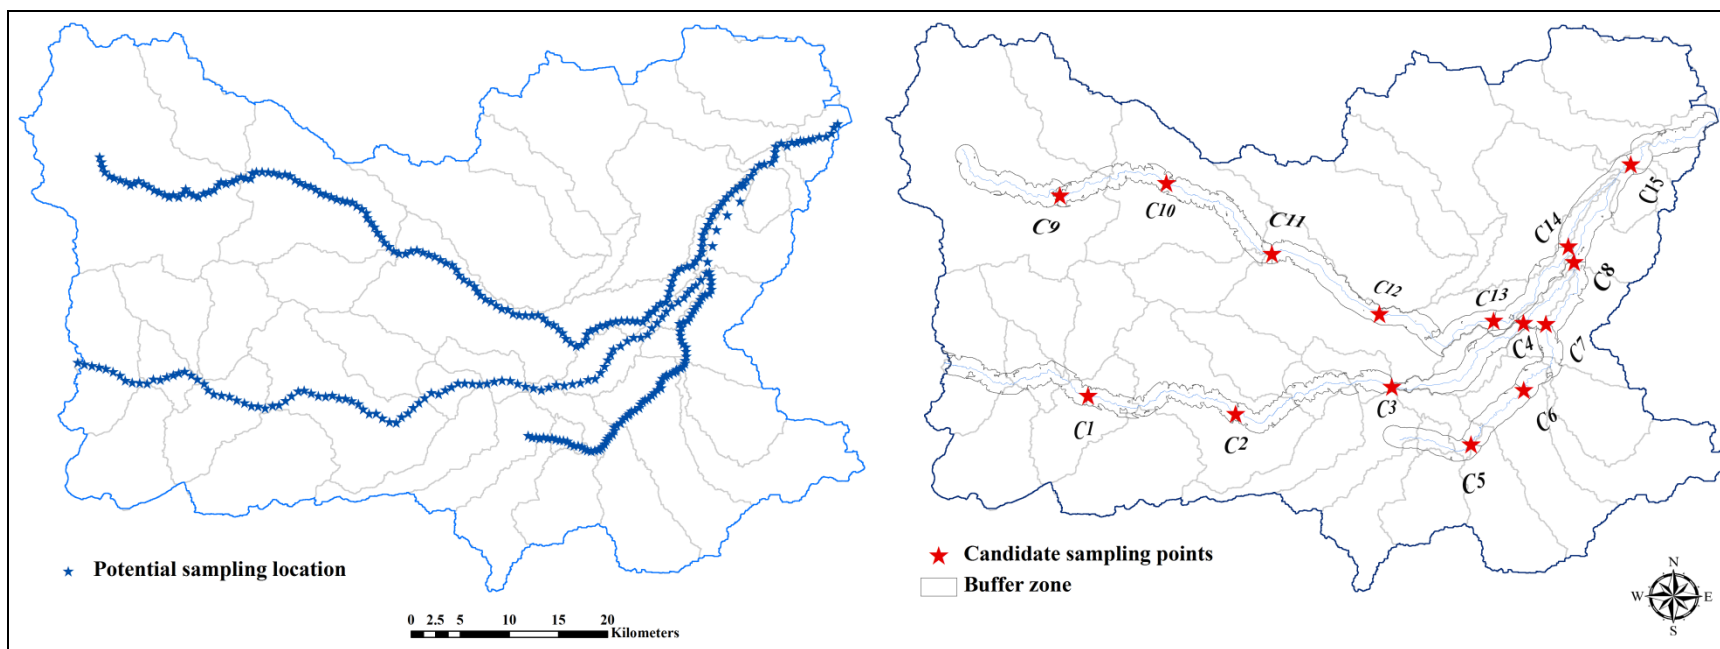 Potential sampling location
0 2.5 5 10 15 20
Kilometers
C9
C10
C11
C12
C13
C14
C15
C8
C4
C7
C3
C6
C1
C2
C5
Candidate sampling points
Buffer zone
N
W E
S